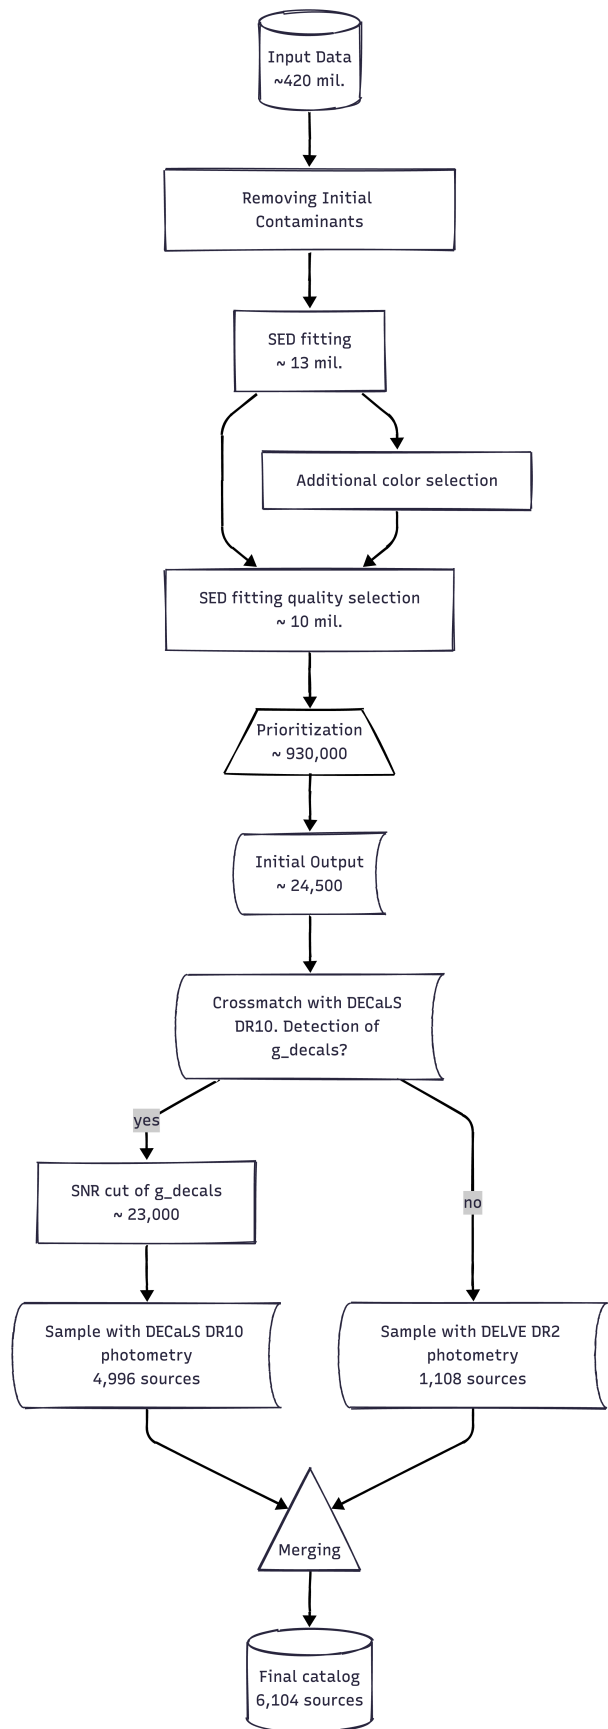 Input Data
~420 mil.
Removing Initial
Contaminants
SED fitting
~ 13 mil.
Additional color selection
SED fitting quality selection
~ 10 mil.
Prioritization
~ 930,000
Initial Output
~ 24,500
Crossmatch with DECaLS
DR10. Detection of
g_decals?
yes
no
SNR cut of g_decals
~ 23,000
Sample with DECaLS DR10
photometry
4,996 sources
Sample with DELVE DR2
photometry
1,108 sources
Merging
Final catalog
6,104 sources